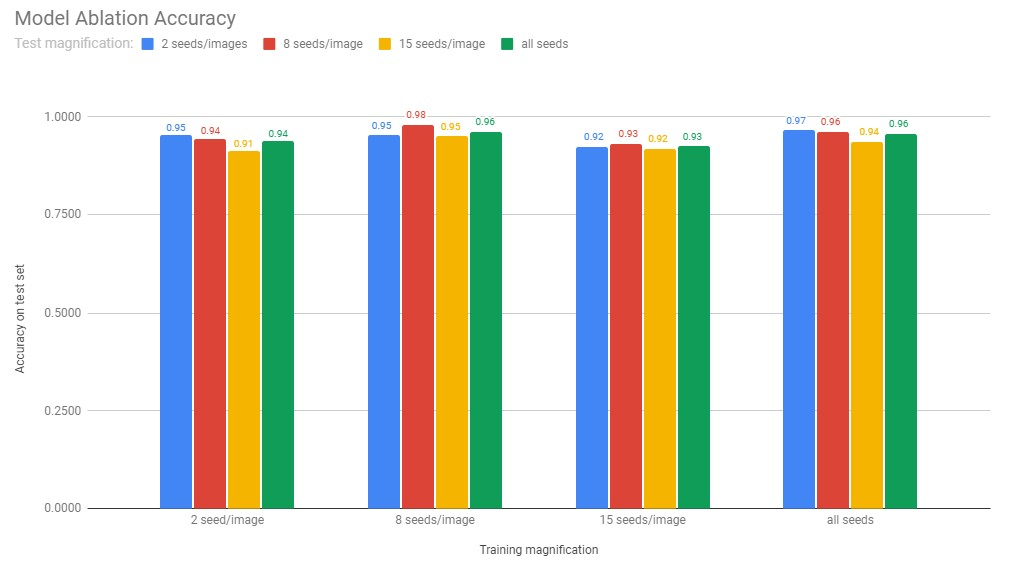 Model Ablation Accuracy
Test magnification: 2 seeds/images 8 seeds/image 15 seeds/image all seeds
1.0000
0.7500
0.5000
0.2500
0.0000
Accuracy on test set
0.95 0.94 0.91 0.94
0.95 0.98 0.95 0.96
0.92 0.93 0.92 0.93
0.97 0.96 0.94 0.96
2 seed/image 8 seeds/image 15 seeds/image all seeds
Training magnification